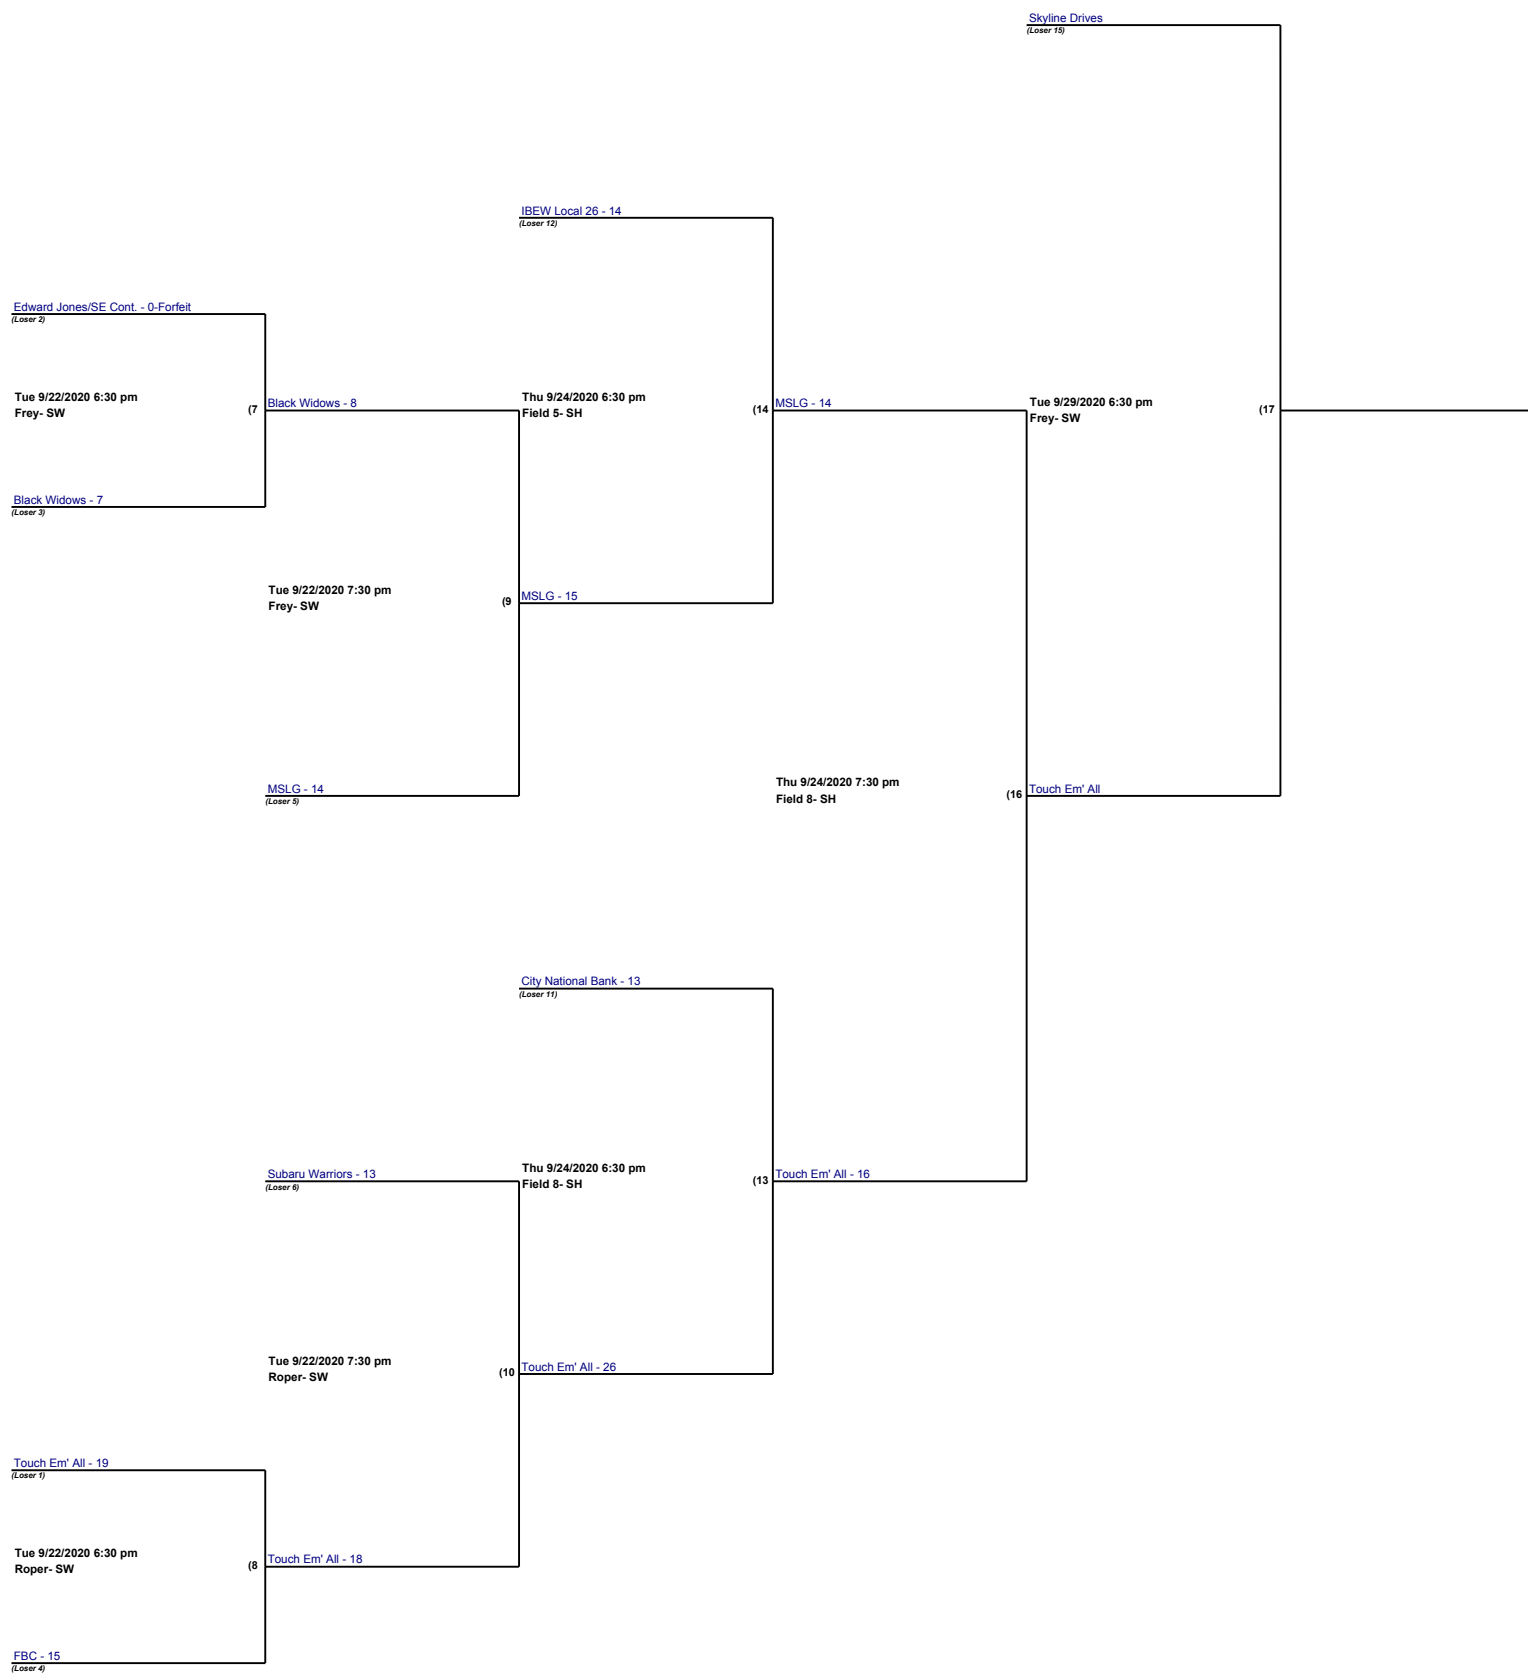 Skyline Drives
(Loser 15)
IBEW Local 26 - 14
(Loser 12)
Edward Jones/SE Cont. - 0-Forfeit
(Loser 2)
Tue 9/22/2020 6:30 pm
Frey- SW
(7
Black Widows - 8
Thu 9/24/2020 6:30 pm
Field 5- SH
(14
MSLG - 14
Tue 9/29/2020 6:30 pm
Frey- SW
(17
Black Widows - 7
(Loser 3)
Tue 9/22/2020 7:30 pm
Frey- SW
(9
MSLG - 15
MSLG - 14
(Loser 5)
Thu 9/24/2020 7:30 pm
Field 8- SH
(16
Touch Em' All
City National Bank - 13
(Loser 11)
Subaru Warriors - 13
(Loser 6)
Thu 9/24/2020 6:30 pm
Field 8- SH
(13
Touch Em' All - 16
Tue 9/22/2020 7:30 pm
Roper- SW
(10
Touch Em' All - 26
Touch Em' All - 19
(Loser 1)
Tue 9/22/2020 6:30 pm
Roper- SW
(8
Touch Em' All - 18
FBC - 15
(Loser 4)